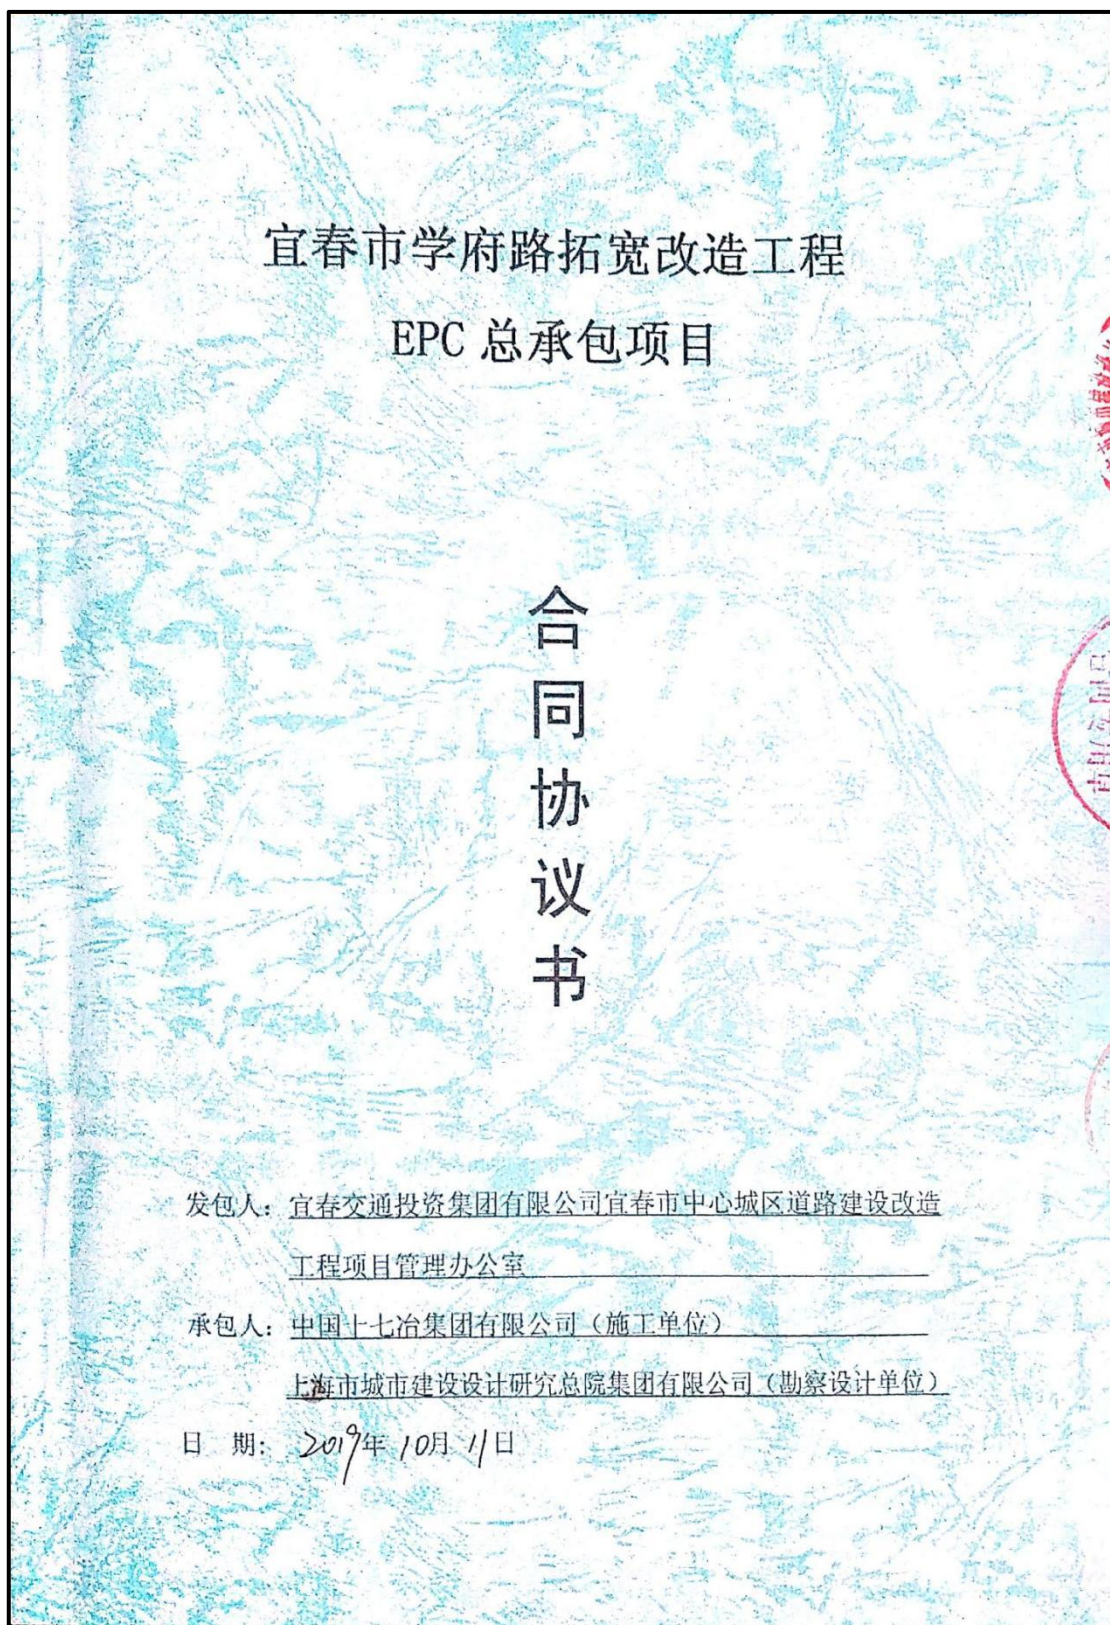 宜春市学府路拓宽改造工程
EPC 总承包项目
合
同
协
议
书
发包人：宜春交通投资集团有限公司宜春市中心城区道路建设改造
工程项目管理办公室
承包人：中国十七冶集团有限公司（施工单位）
上海市城市建设设计研究总院集团有限公司（勘察设计单位）
日 期： 2019年 10月 11日